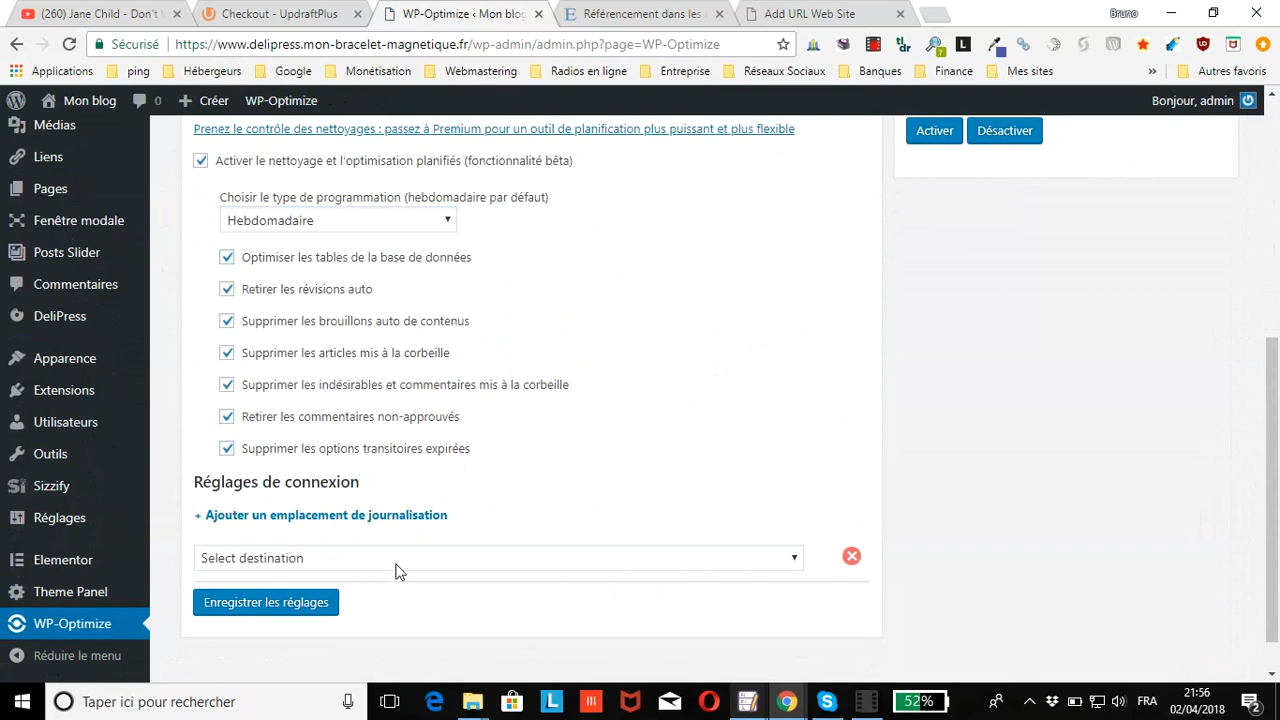 (260) Jane Child - Don't
Checkout - UpdraftPlus
WP-Optimize ‹ Mon blog
Référencement dans les
Add URL Web Site
Bruno
Sécurisé
https://www.delipress.mon-bracelet-magnetique.fr/wp-admin/admin.php?page=WP-Optimize
Applications
ping
Hébergeurs
Google
Monétisation
Webmastering
Radios en ligne
Entreprise
Réseaux Sociaux
Banques
Finance
Mes sites
»
Autres favoris
Mon blog
0
Créer
WP-Optimize
Bonjour, admin
Médias
Liens
Pages
Fenêtre modale
Posts Slider
Commentaires
DeliPress
Apparence
Extensions
Utilisateurs
Outils
Sizzify
Réglages
Elementor
Theme Panel
WP-Optimize
Réduire le menu
Prenez le contrôle des nettoyages : passez à Premium pour un outil de planification plus puissant et plus flexible
Activer le nettoyage et l'optimisation planifiés (fonctionnalité bêta)
Choisir le type de programmation (hebdomadaire par défaut)
Hebdomadaire
Optimiser les tables de la base de données
Retirer les révisions auto
Supprimer les brouillons auto de contenus
Supprimer les articles mis à la corbeille
Supprimer les indésirables et commentaires mis à la corbeille
Retirer les commentaires non-approuvés
Supprimer les options transitoires expirées
Réglages de connexion
+ Ajouter un emplacement de journalisation
Select destination
Enregistrer les réglages
Activer
Désactiver
Taper ici pour rechercher
52%
FRA
21:56
02/04/2018
2